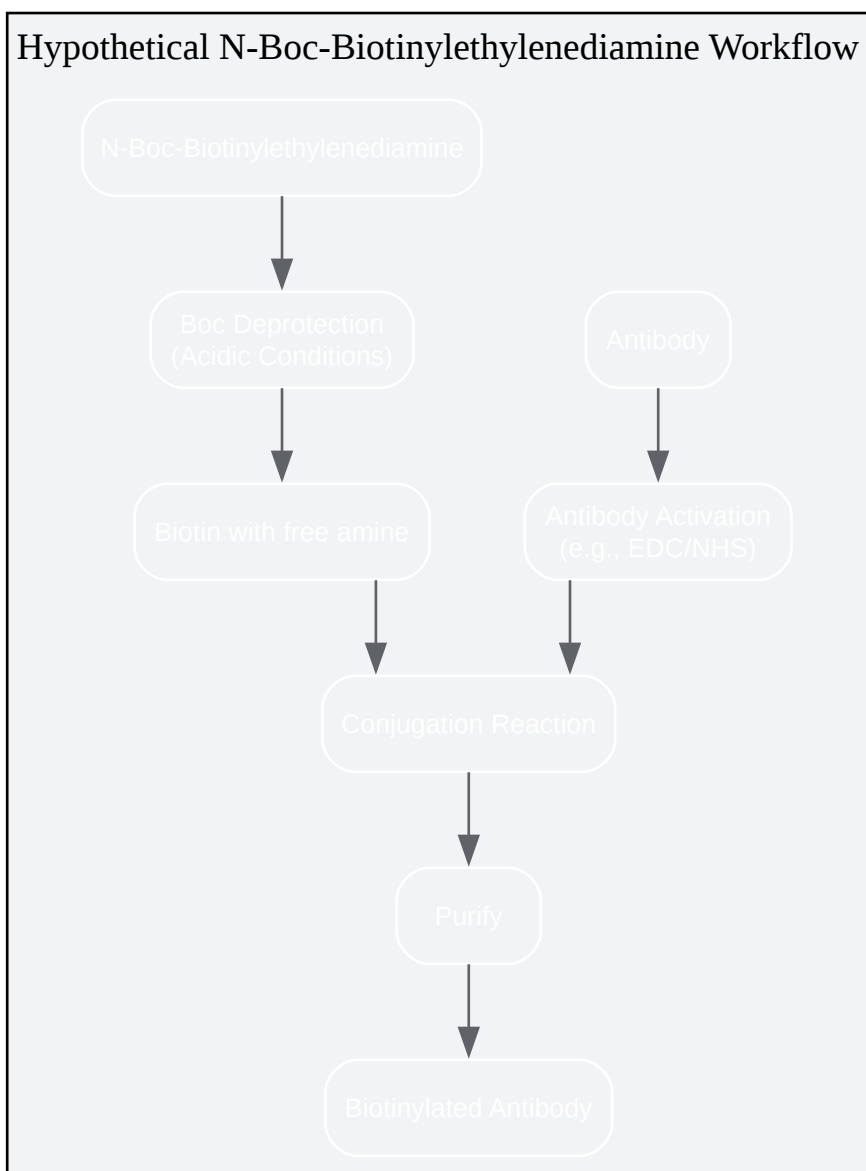 Hypothetical N-Boc-Biotinylethylenediamine Workflow
N-Boc-Biotinylethylenediamine
Boc Deprotection
(Acidic Conditions)
Antibody
Biotin with free amine
Antibody Activation
(e.g., EDC/NHS)
Conjugation Reaction
Purify
Biotinylated Antibody